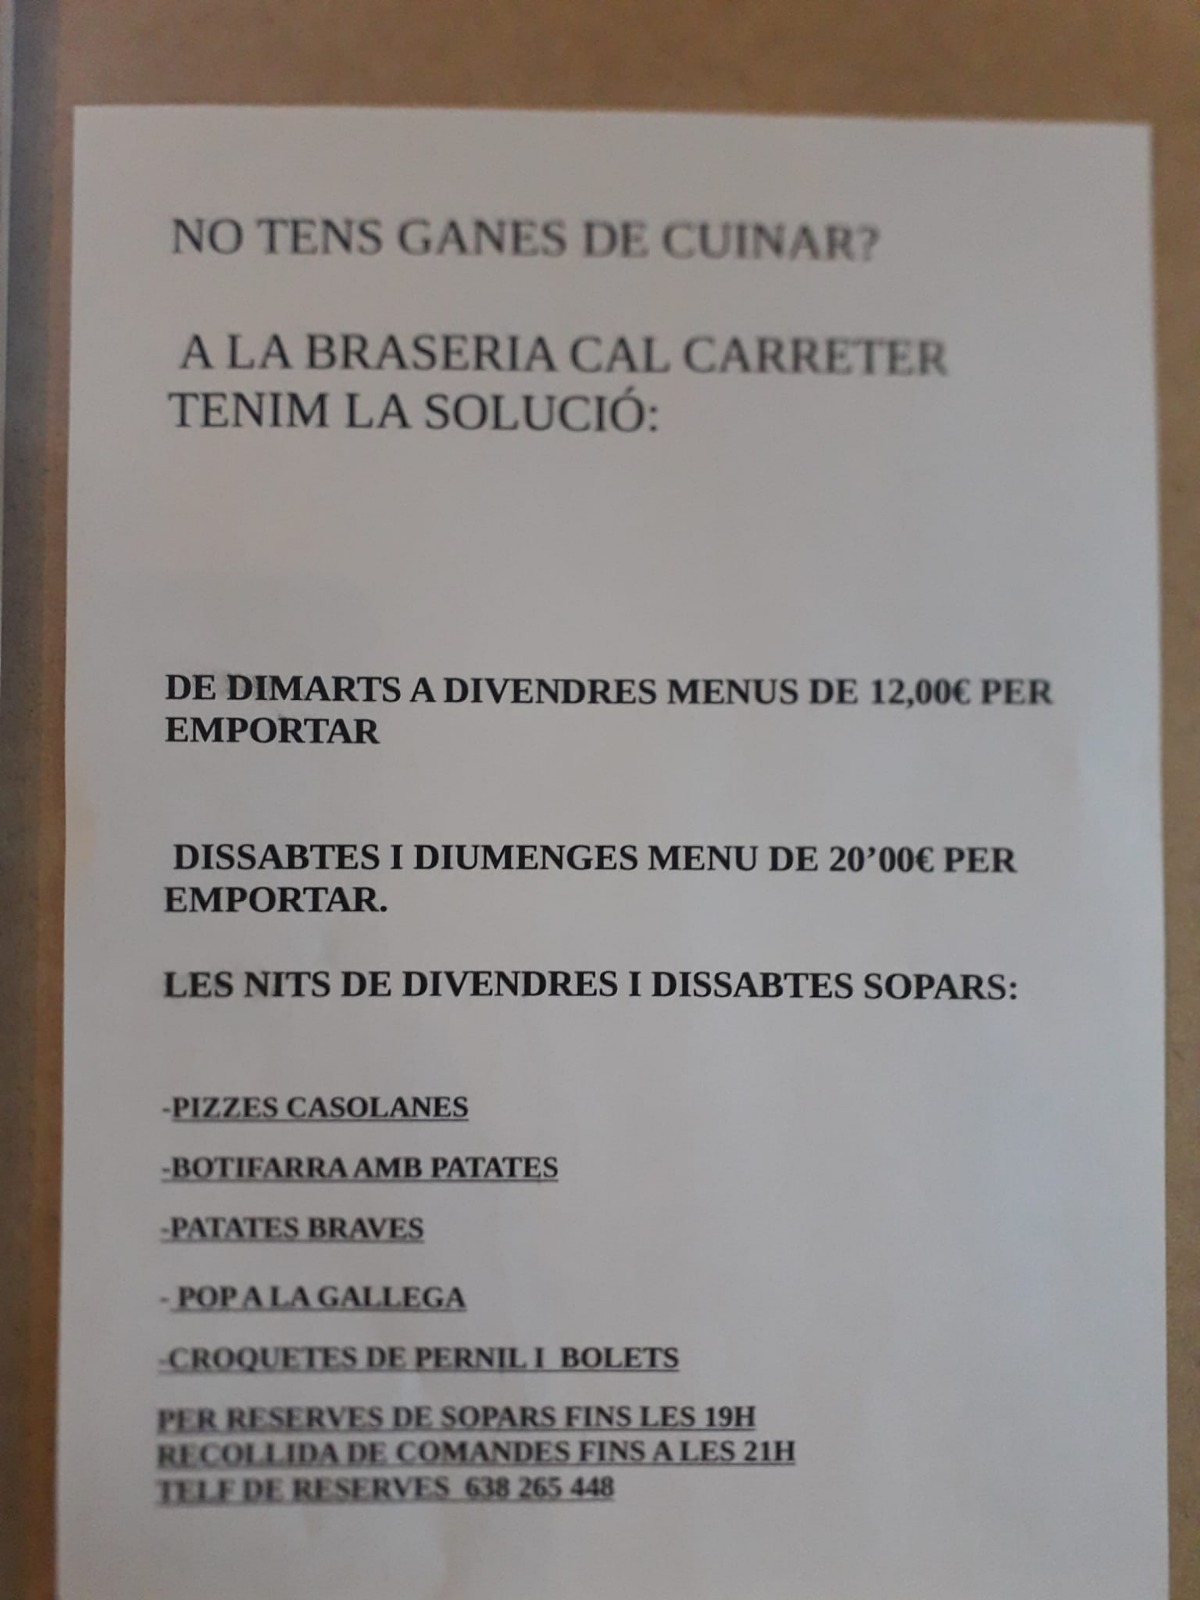 NO TENS GANES DE CUINAR?
A LA BRASERIA CAL CARRETER
TENIM LA SOLUCIÓ:
DE DIMARTS A DIVENDRES MENUS DE 12,00€ PER
EMPORTAR
DISSABTES I DIUMENGES MENU DE 20’00€ PER
EMPORTAR.
LES NITS DE DIVENDRES I DISSABTES SOPARS:
-PIZZES CASOLANES
-BOTIFARRA AMB PATATES
-PATATES BRAVES
- POP A LA GALLEGA
-CROQUETES DE PERNIL I BOLETS
PER RESERVES DE SOPARS FINS LES 19H
RECOLLIDA DE COMANDES FINS A LES 21H
TELF DE RESERVES 638 265 448